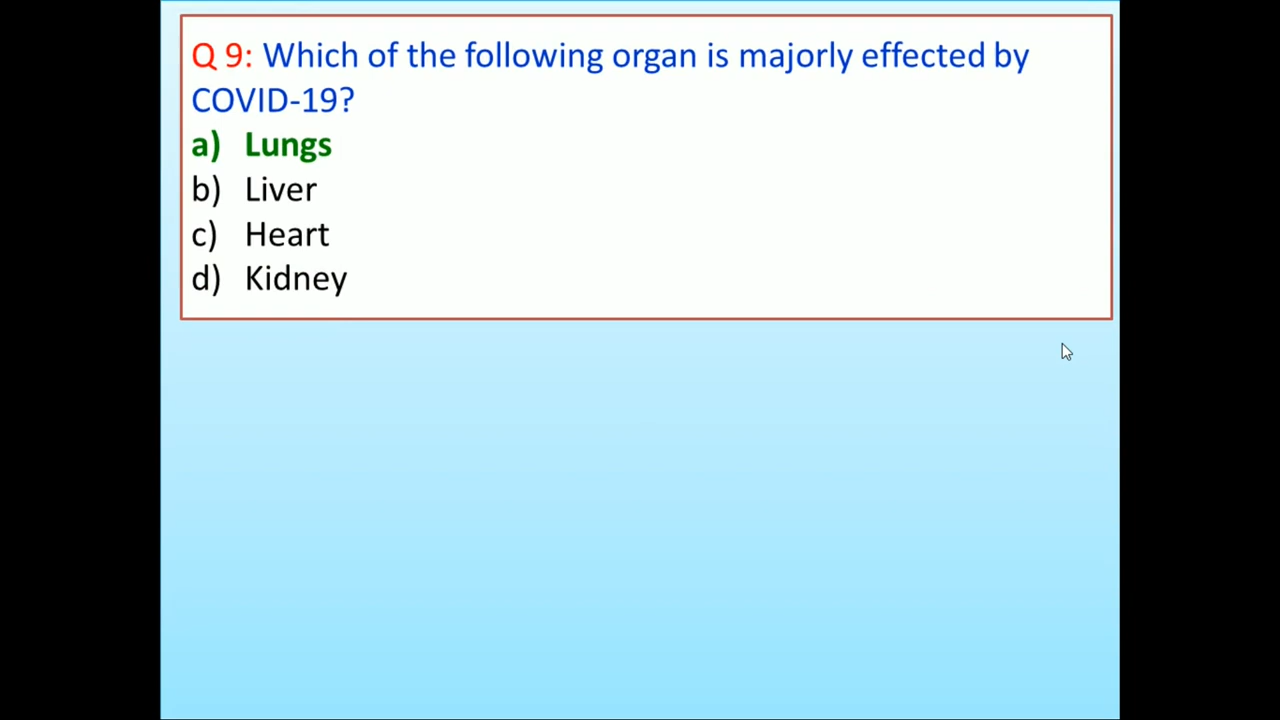 Q 9: Which of the following organ is majorly effected by
COVID-19?
a) Lungs
b) Liver
c) Heart
d) Kidney